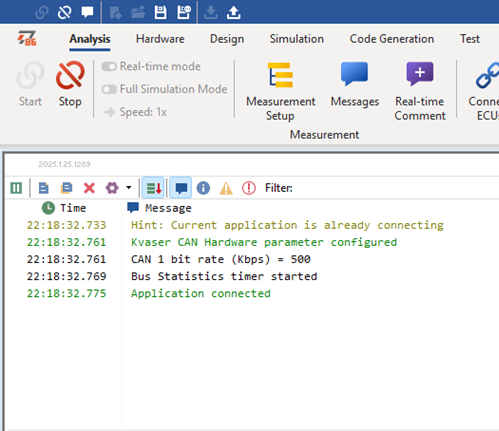 Analysis Hardware Design Simulation Code Generation Test
Start
Stop
Real-time mode
Full Simulation Mode
Speed: 1x
Measurement
Setup
Messages
Real-time
Comment
Conne
ECUs
Measurement
2025.1.25.1289
Filter:
Time Message
22:18:32.733 Hint: Current application is already connecting
22:18:32.761 Kvaser CAN Hardware parameter configured
22:18:32.761 CAN 1 bit rate (Kbps) = 500
22:18:32.769 Bus Statistics timer started
22:18:32.775 Application connected